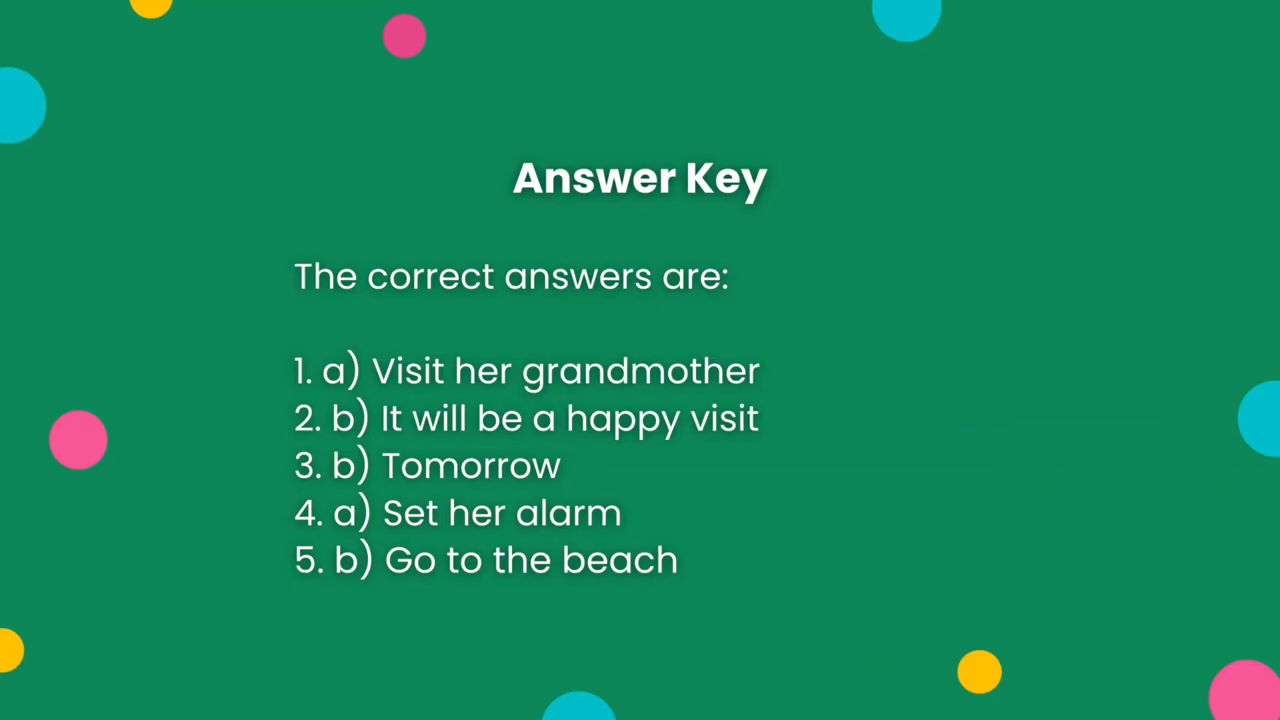 Answer Key
The correct answers are:
1. a) Visit her grandmother
2. b) It will be a happy visit
3. b) Tomorrow
4. a) Set her alarm
5. b) Go to the beach